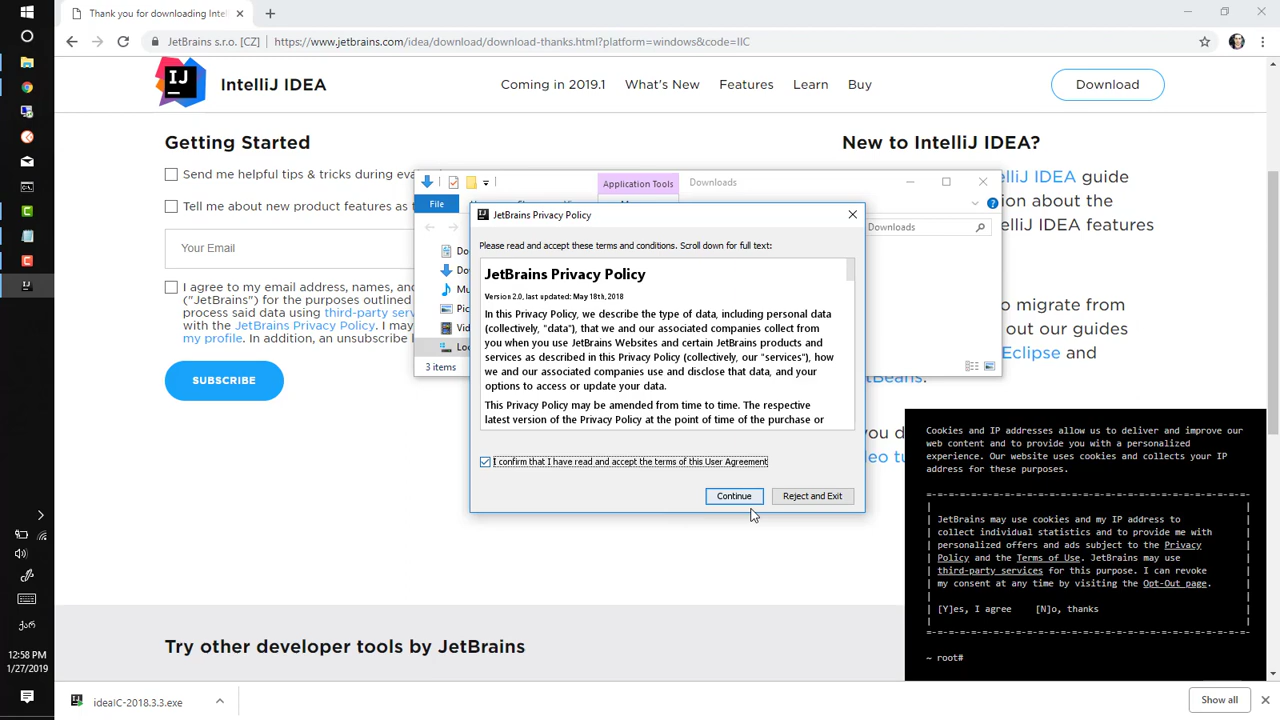 Thank you for downloading Intel
JetBrains s.r.o. [CZ]
https://www.jetbrains.com/idea/download/download-thanks.html?platform=windows&code=IIC
IJ
IntelliJ IDEA
Coming in 2019.1
What's New
Features
Learn
Buy
Download
Getting Started
Send me helpful tips & tricks during eve
Tell me about new product features as t
Your Email
I agree to my email address, names, and
("JetBrains") for the purposes outlined
process said data using third-party serv
with the JetBrains Privacy Policy. I may
my profile. In addition, an unsubscribe
SUBSCRIBE
New to IntelliJ IDEA?
elliJ IDEA guide
ion about the
elliJ IDEA features
o migrate from
out our guides
Eclipse and
etBeans.
you d
eo tu
Application Tools
Downloads
File
Do
Dov
Mu
Pic
Vid
Loc
3 items
Downloads
JetBrains Privacy Policy
Please read and accept these terms and conditions. Scroll down for full text:
JetBrains Privacy Policy
Version 2.0, last updated: May 18th, 2018
In this Privacy Policy, we describe the type of data, including personal data
(collectively, "data"), that we and our associated companies collect from
you when you use JetBrains Websites and certain JetBrains products and
services as described in this Privacy Policy (collectively, our "services"), how
we and our associated companies use and disclose that data, and your
options to access or update your data.
This Privacy Policy may be amended from time to time. The respective
latest version of the Privacy Policy at the point of time of the purchase or
I confirm that I have read and accept the terms of this User Agreement
Continue
Reject and Exit
Cookies and IP addresses allow us to deliver and improve our
web content and to provide you with a personalized
experience. Our website uses cookies and collects your IP
address for these purposes.
JetBrains may use cookies and my IP address to
collect individual statistics and to provide me with
personalized offers and ads subject to the Privacy
Policy and the Terms of Use. JetBrains may use
third-party services for this purpose. I can revoke
my consent at any time by visiting the Opt-Out page.
[Y]es, I agree [N]o, thanks
~ root#
Try other developer tools by JetBrains
ქარ
12:58 PM
1/27/2019
ideaIC-2018.3.3.exe
Show all